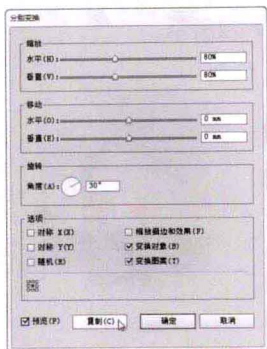 分别变换
缩放
水平(H): 80%
垂直(V): 80%
移动
水平(O): 0 mm
垂直(E): 0 mm
旋转
角度(A): 30°
选项
对称 X(X) 缩放描边和效果(F)
对称 Y(Y) 变换对象(B)
随机(R) 变换图案(T)
预览(P) 复制(C) 确定 取消